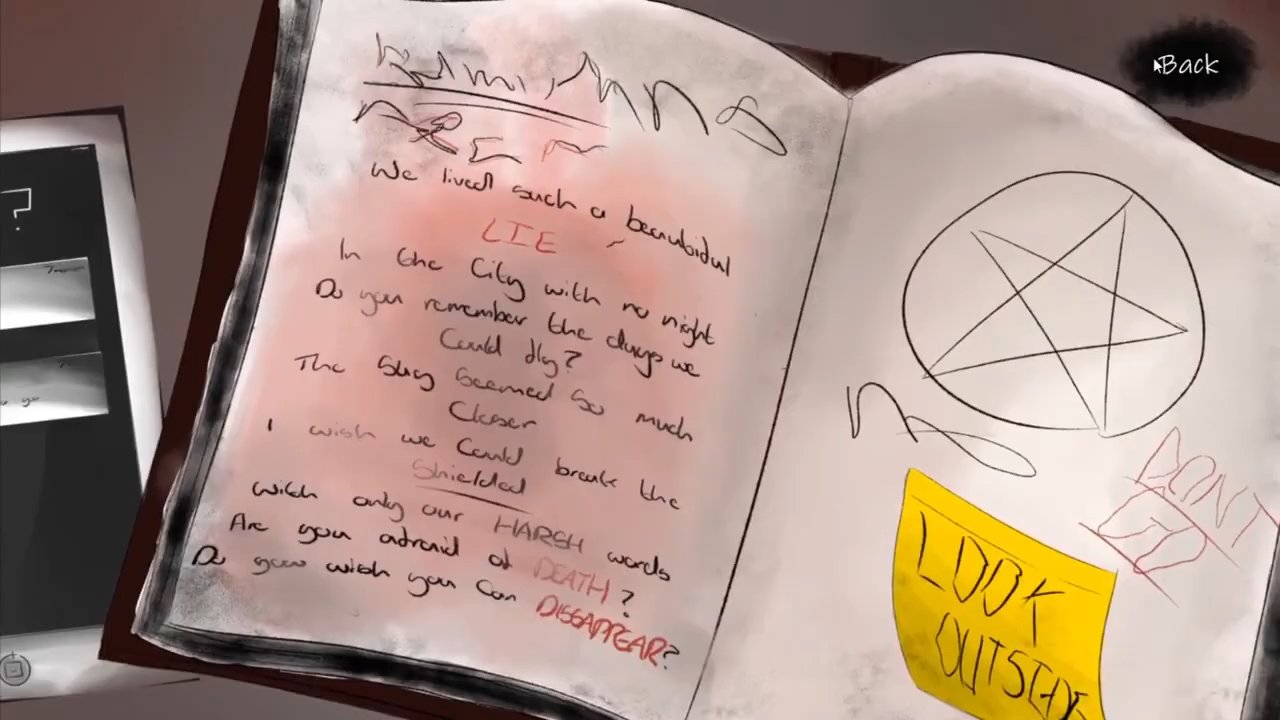 We lived such a beautiful
LIE
In the City with no night
Do you remember the days we
Could fly?
The Sky Seemed So much
Closer
I wish we Could break the
Shielded
with only our HARSH words
Are you afraid of DEATH?
Do you wish you Can DISSAPPEAR?
Back
DONT
LOOK
OUTSIDE